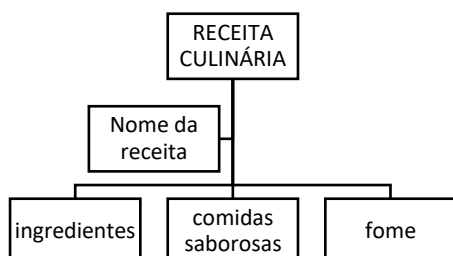 RECEITA
CULINÁRIA
Nome da
receita
ingredientes
comidas
saborosas
fome